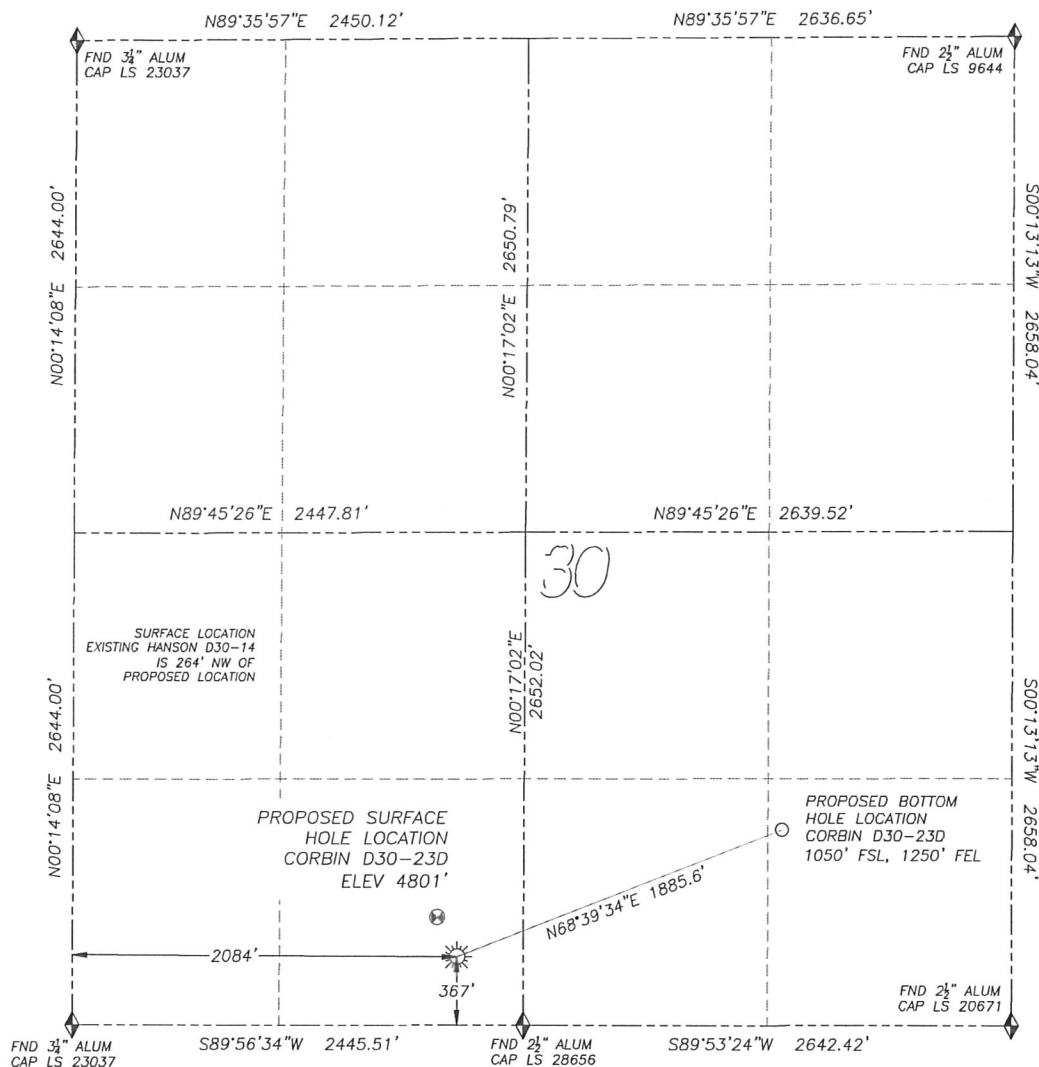 N89°35'57"E 2450.12'
N89°35'57"E 2636.65'
FND 3¼" ALUM
CAP LS 23037
FND 2½" ALUM
CAP LS 9644
N00°14'08"E 2644.00'
N00°17'02"E 2650.79'
S00°13'13"W 2658.04'
N89°45'26"E 2447.81'
N89°45'26"E 2639.52'
30
SURFACE LOCATION
EXISTING HANSON D30-14
IS 264' NW OF
PROPOSED LOCATION
N00°14'08"E 2644.00'
N00°17'02"E
2652.02'
S00°13'13"W 2658.04'
PROPOSED SURFACE
HOLE LOCATION
CORBIN D30-23D
ELEV 4801'
PROPOSED BOTTOM
HOLE LOCATION
CORBIN D30-23D
1050' FSL, 1250' FEL
N68°39'34"E 1885.6'
2084'
367'
FND 2½" ALUM
CAP LS 20671
FND 3¼" ALUM
CAP LS 23037
S89°56'34"W 2445.51'
FND 2½" ALUM
CAP LS 28656
S89°53'24"W 2642.42'